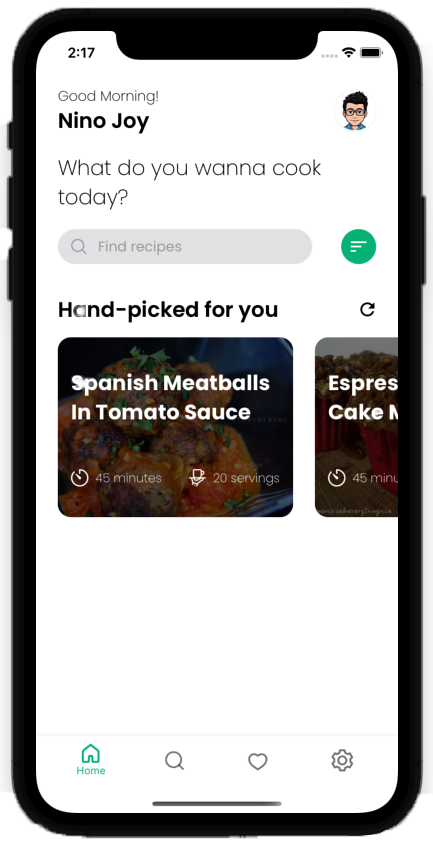 2:17
Good Morning!
Nino Joy
What do you wanna cook
today?
Find recipes
Hand-picked for you
Spanish Meatballs
In Tomato Sauce
45 minutes
20 servings
Espres
Cake M
45 minu
Home